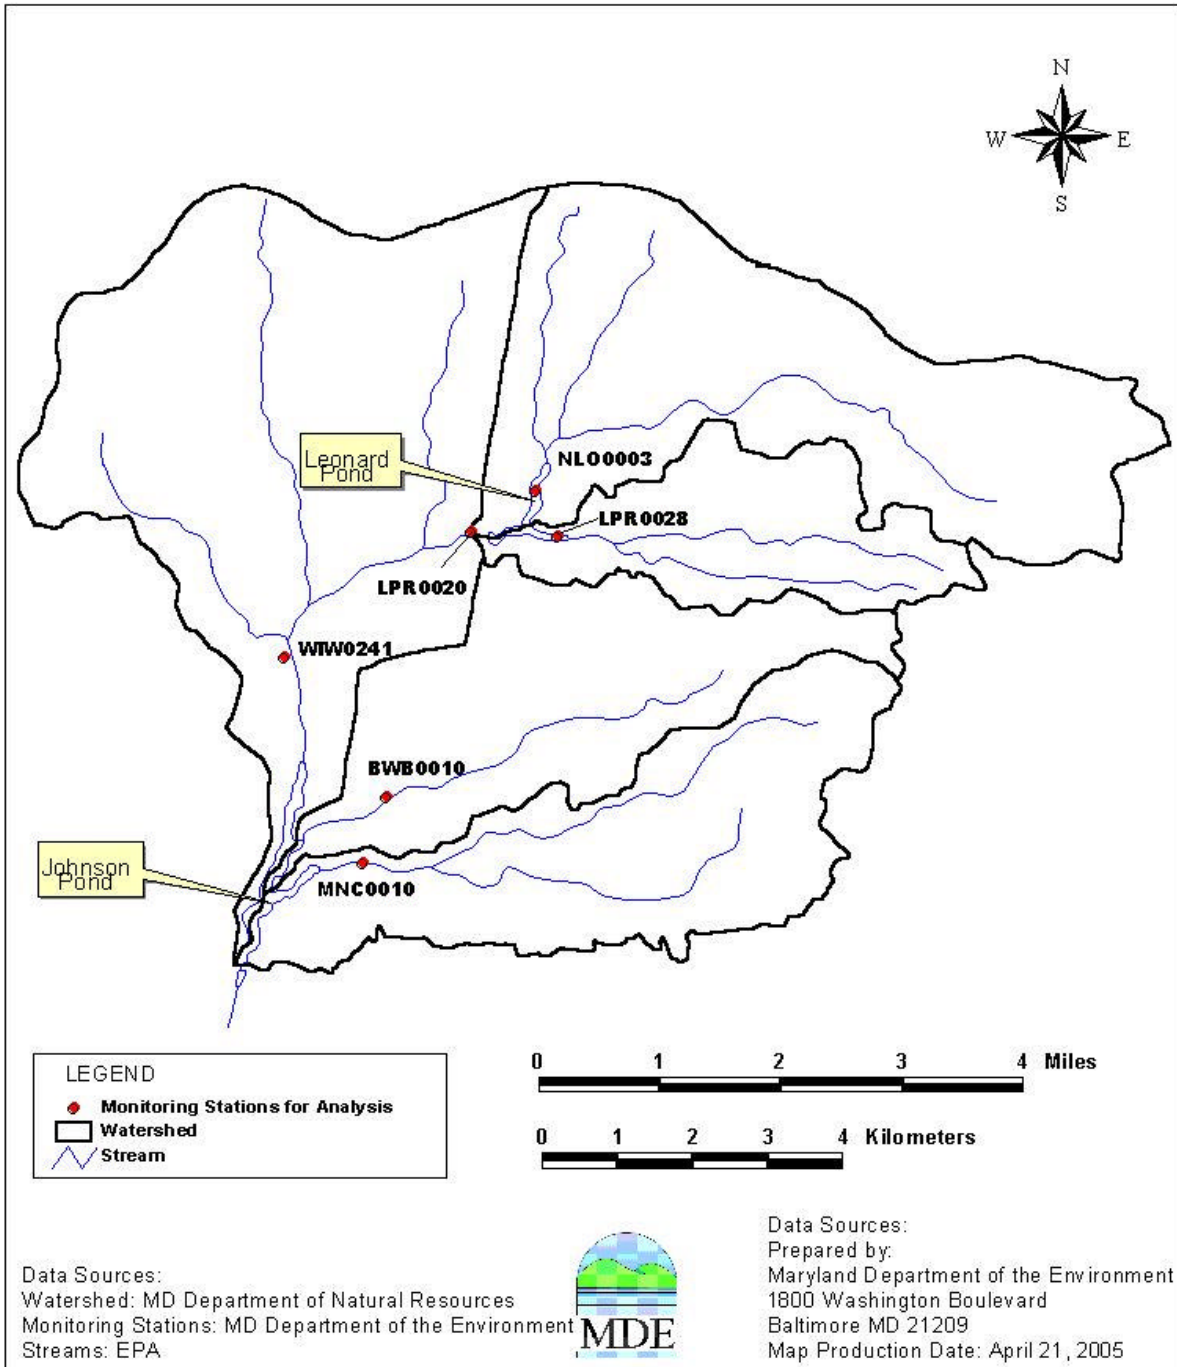 N
W
E
S
Leonard
Pond
NLO0003
LPR0028
LPR0020
WIW0241
BWB0010
Johnson
Pond
MNC0010
LEGEND
Monitoring Stations for Analysis
Watershed
Stream
0 1 2 3 4 Miles
0 1 2 3 4 Kilometers
Data Sources:
Watershed: MD Department of Natural Resources
Monitoring Stations: MD Department of the Environment
Streams: EPA
MDE
Data Sources:
Prepared by:
Maryland Department of the Environment
1800 Washington Boulevard
Baltimore MD 21209
Map Production Date: April 21, 2005